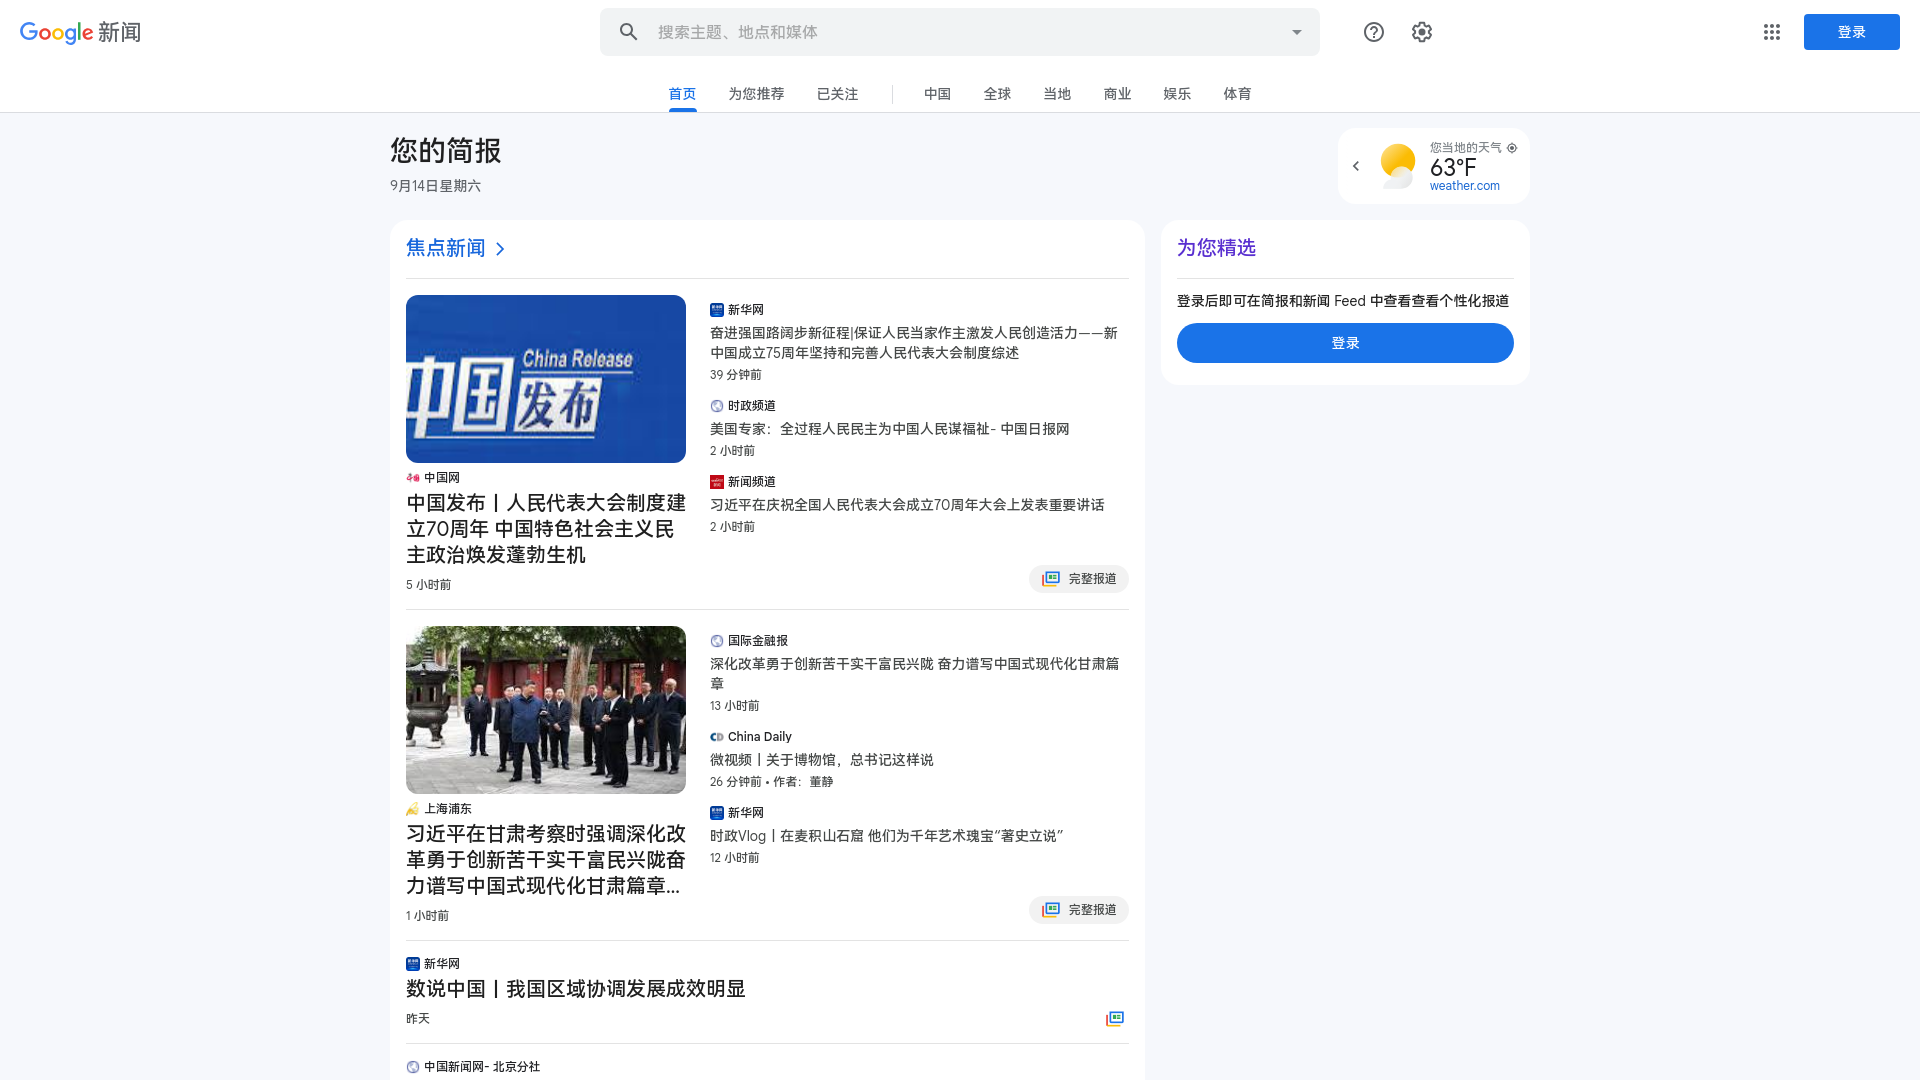 Google 新闻
搜索主题、地点和媒体
登录
首页
为您推荐
已关注
中国
全球
当地
商业
娱乐
体育
您的简报
9月14日星期六
您当地的天气
63°F
weather.com
焦点新闻
中国发布
China Release
中国网
中国发布丨人民代表大会制度建
立70周年 中国特色社会主义民
主政治焕发蓬勃生机
5 小时前
新华网
奋进强国路阔步新征程|保证人民当家作主激发人民创造活力——新
中国成立75周年坚持和完善人民代表大会制度综述
39 分钟前
时政频道
美国专家：全过程人民民主为中国人民谋福祉- 中国日报网
2 小时前
新闻频道
习近平在庆祝全国人民代表大会成立70周年大会上发表重要讲话
2 小时前
完整报道
上海浦东
习近平在甘肃考察时强调深化改
革勇于创新苦干实干富民兴陇奋
力谱写中国式现代化甘肃篇章...
1 小时前
国际金融报
深化改革勇于创新苦干实干富民兴陇 奋力谱写中国式现代化甘肃篇
章
13 小时前
China Daily
微视频丨关于博物馆，总书记这样说
26 分钟前 • 作者：董静
新华网
时政Vlog丨在麦积山石窟 他们为千年艺术瑰宝“著史立说”
12 小时前
完整报道
新华网
数说中国丨我国区域协调发展成效明显
昨天
中国新闻网- 北京分社
为您精选
登录后即可在简报和新闻 Feed 中查看查看个性化报道
登录